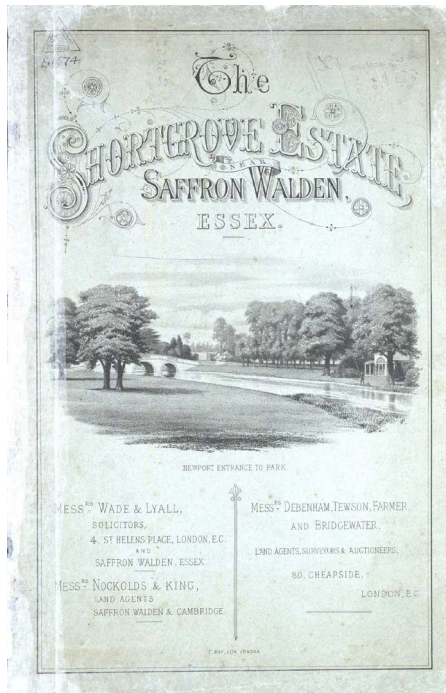 The
SHORTGROVE ESTATE
NEAR
SAFFRON WALDEN,
ESSEX.
NEWPORT ENTRANCE TO PARK.
MESSRS WADE & LYALL,
SOLICITORS,
4, ST HELENS PLACE, LONDON, E.C.
AND
SAFFRON WALDEN, ESSEX.
MESSRS NOCKOLDS & KING,
LAND AGENTS
SAFFRON WALDEN & CAMBRIDGE.
MESSRS DEBENHAM, TEWSON, FARMER,
AND BRIDGEWATER,
LAND AGENTS, SURVEYORS & AUCTIONEERS,
80, CHEAPSIDE,
LONDON, E.C.